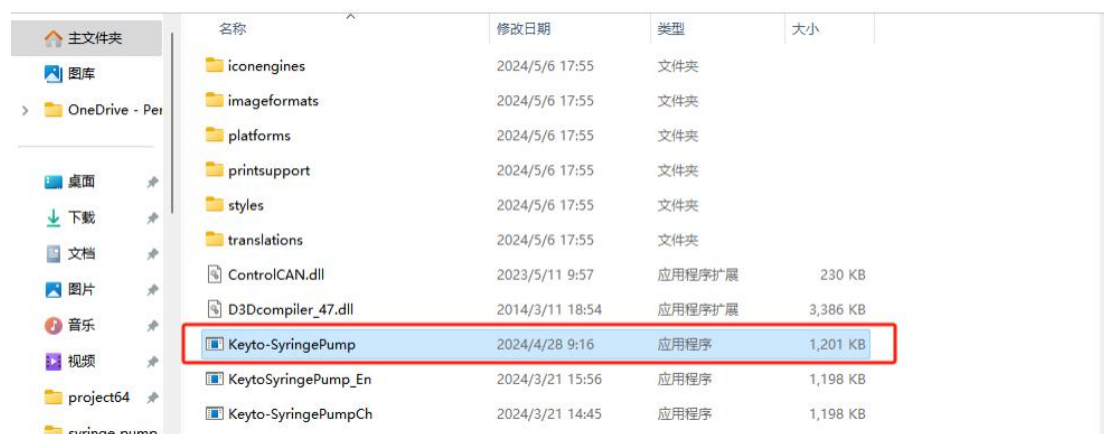 主文件夹
图库
OneDrive - Per
桌面
下载
文档
图片
音乐
视频
project64
syringe pump
名称 修改日期 类型 大小
iconengines 2024/5/6 17:55 文件夹
imageformats 2024/5/6 17:55 文件夹
platforms 2024/5/6 17:55 文件夹
printsupport 2024/5/6 17:55 文件夹
styles 2024/5/6 17:55 文件夹
translations 2024/5/6 17:55 文件夹
ControlCAN.dll 2023/5/11 9:57 应用程序扩展 230 KB
D3Dcompiler_47.dll 2014/3/11 18:54 应用程序扩展 3,386 KB
Keyto-SyringePump 2024/4/28 9:16 应用程序 1,201 KB
KeytoSyringePump_En 2024/3/21 15:56 应用程序 1,198 KB
Keyto-SyringePumpCh 2024/3/21 14:45 应用程序 1,198 KB